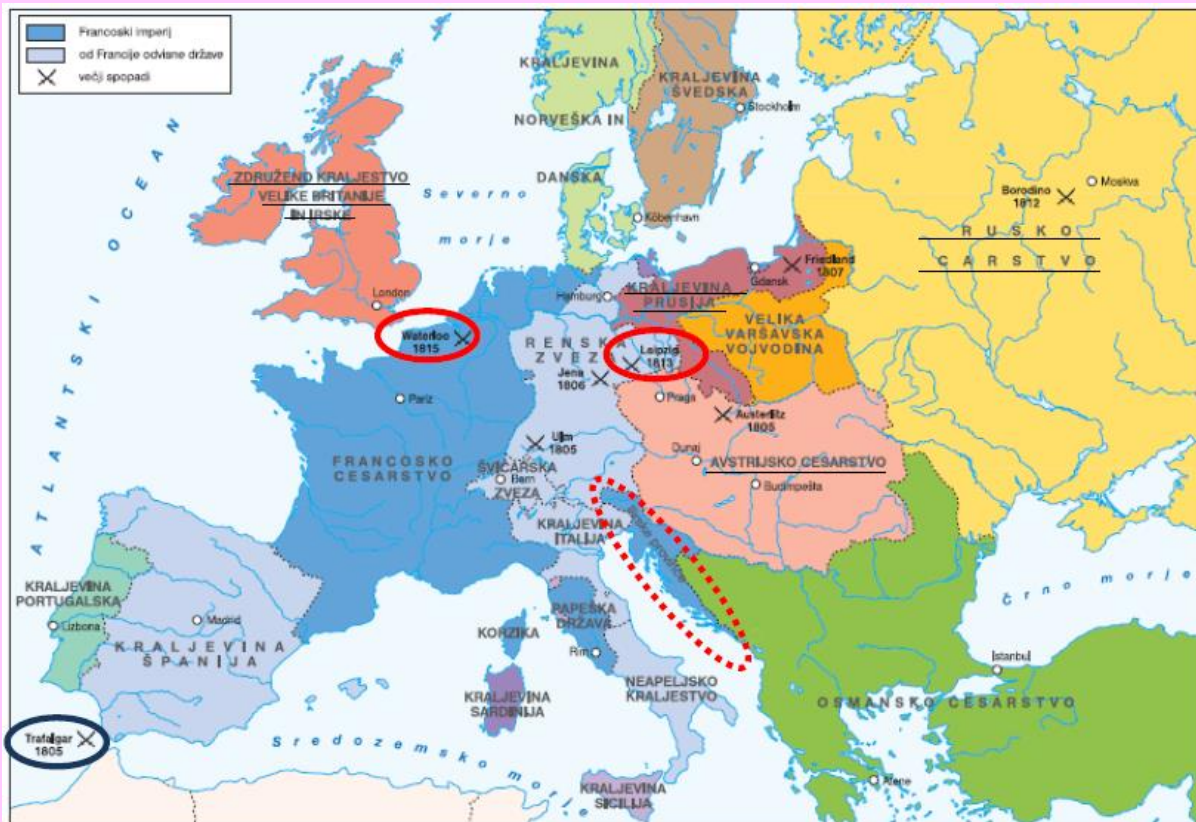 Francoski imperij
od Francije odvisne države
večji spopadi
ATLANTSKI OCEAN
ZDRUŽENO KRALJESTVO
VELIKE BRITANIJE
IN IRSKE
London
Severno
morje
KRALJEVINA
NORVEŠKA IN
DANSKA
KRALJEVINA
ŠVEDSKA
Stockholm
Köbenhavn
Borodino
1812
Moskva
RUSKO
CARSTVO
Friedland
1807
Gdansk
Hamburg
KRALJEVINA
PRUSIJA
VELIKA
VARŠAVSKA
VOJVODINA
Waterloo
1815
RENSKA
ZVEZA
Leipzig
1813
Jena
1806
Pariz
Praga
Austerlitz
1805
Ulm
1805
Dunaj
AVSTRIJSKO CESARSTVO
Budimpešta
FRANCOSKO
CESARSTVO
ŠVICARSKA
Bern
ZVEZA
KRALJEVINA
ITALIJA
Ilirske province
KRALJEVINA
PORTUGALSKA
Lizbona
Madrid
KRALJEVINA
ŠPANIJA
KORZIKA
PAPEŠKA
DRŽAVA
Rim
Črno morje
Istanbul
KRALJEVINA
SARDINIJA
NEAPELJSKO
KRALJESTVO
OSMANSKO CESARSTVO
Trafalgar
1805
Sredozemsko morje
KRALJEVINA
SICILIJA
Atene